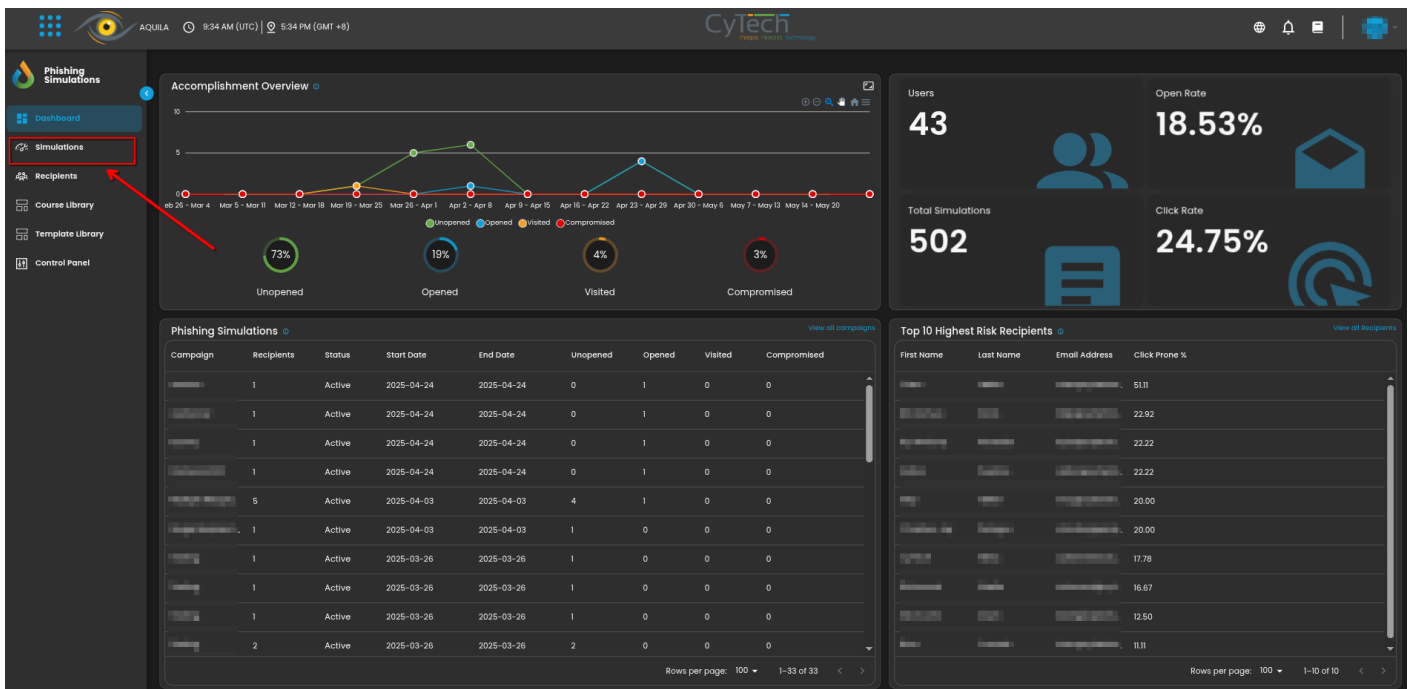 AQUILA 9:34 AM (UTC) 5:34 PM (GMT +8)
CyTech
People Process Technology
Phishing
Simulations
Dashboard
Simulations
Recipients
Course Library
Template Library
Control Panel
Accomplishment Overview
10
5
0
eb 26 - Mar 4 Mar 5 - Mar 11 Mar 12 - Mar 18 Mar 19 - Mar 25 Mar 26 - Apr 1 Apr 2 - Apr 8 Apr 9 - Apr 15 Apr 16 - Apr 22 Apr 23 - Apr 29 Apr 30 - May 6 May 7 - May 13 May 14 - May 20
Unopened Opened Visited Compromised
73% 19% 4% 3%
Unopened Opened Visited Compromised
Users
43
Open Rate
18.53%
Total Simulations
502
Click Rate
24.75%
Phishing Simulations View all campaigns
Campaign Recipients Status Start Date End Date Unopened Opened Visited Compromised
1 Active 2025-04-24 2025-04-24 0 1 0 0
1 Active 2025-04-24 2025-04-24 0 1 0 0
1 Active 2025-04-24 2025-04-24 0 1 0 0
1 Active 2025-04-24 2025-04-24 0 1 0 0
5 Active 2025-04-03 2025-04-03 4 1 0 0
1 Active 2025-04-03 2025-04-03 1 0 0 0
1 Active 2025-03-26 2025-03-26 1 0 0 0
1 Active 2025-03-26 2025-03-26 1 0 0 0
1 Active 2025-03-26 2025-03-26 1 0 0 0
2 Active 2025-03-26 2025-03-26 2 0 0 0
Rows per page: 100 1–33 of 33
Top 10 Highest Risk Recipients View all Recipients
First Name Last Name Email Address Click Prone %
51.11
22.92
22.22
22.22
20.00
20.00
17.78
16.67
12.50
11.11
Rows per page: 100 1–10 of 10